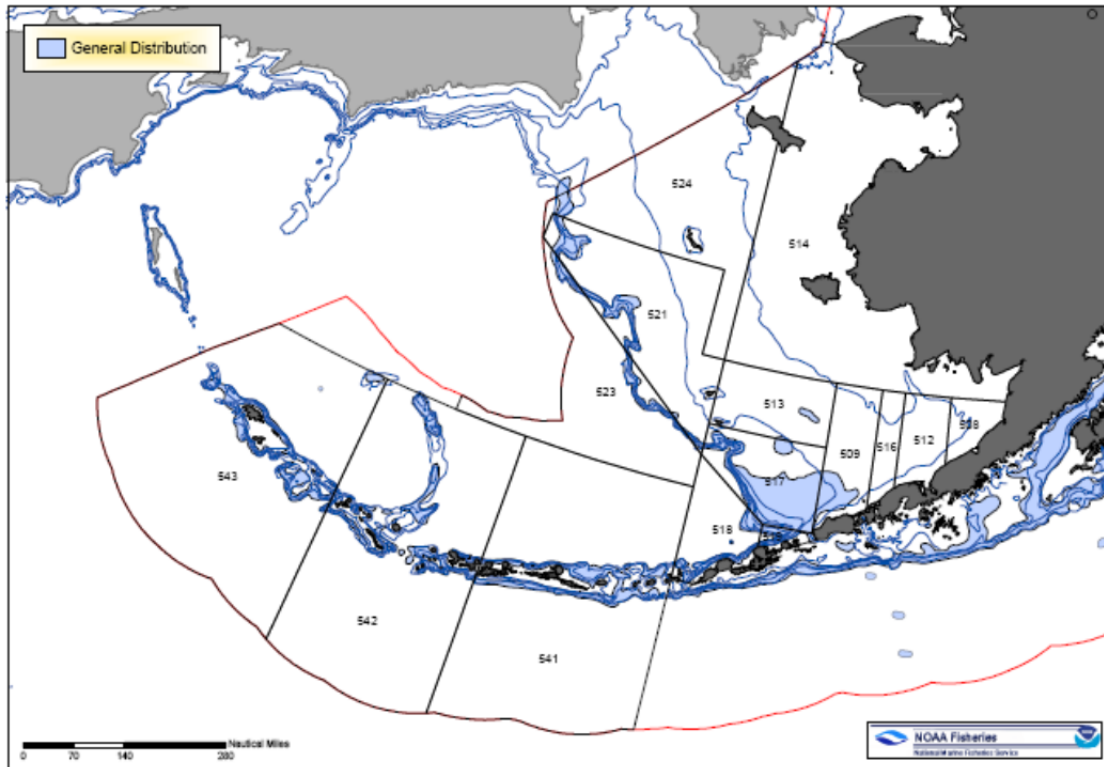 General Distribution
524
514
521
523
513
509
516
512
508
517
518
543
542
541
Nautical Miles
0 70 140 280
NOAA Fisheries
National Marine Fisheries Service